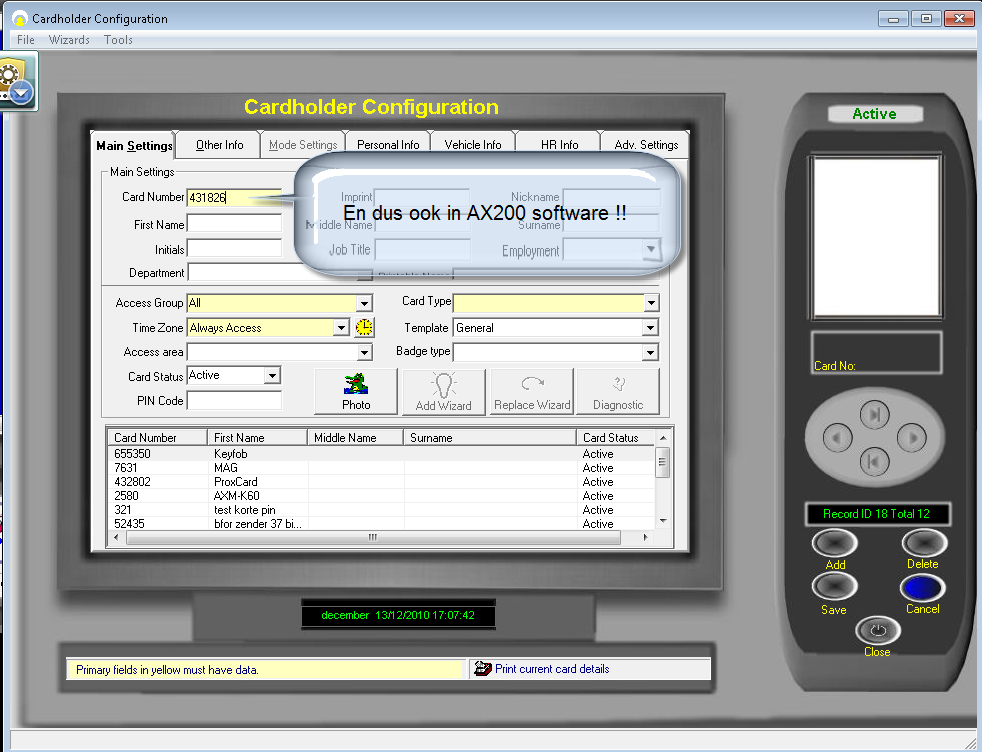 Cardholder Configuration
File Wizards Tools
Cardholder Configuration
Active
Main Settings Other Info Mode Settings Personal Info Vehicle Info HR Info Adv. Settings
Main Settings
Card Number 431826 Imprint Nickname
En dus ook in AX200 software !!
First Name Middle Name Surname
Initials Job Title Employment
Department Printable Name
Access Group All Card Type
Time Zone Always Access Template General
Access area Badge type
Card Status Active
PIN Code
Photo Add Wizard Replace Wizard Diagnostic
Card No:
Card Number First Name Middle Name Surname Card Status
655350 Keyfob Active
7631 MAG Active
432802 ProxCard Active
2580 AXM-K60 Active
321 test korte pin Active
52435 bfor zender 37 bi... Active
Record ID 18 Total 12
Add Delete
Save Cancel
Close
december 13/12/2010 17:07:42
Primary fields in yellow must have data. Print current card details